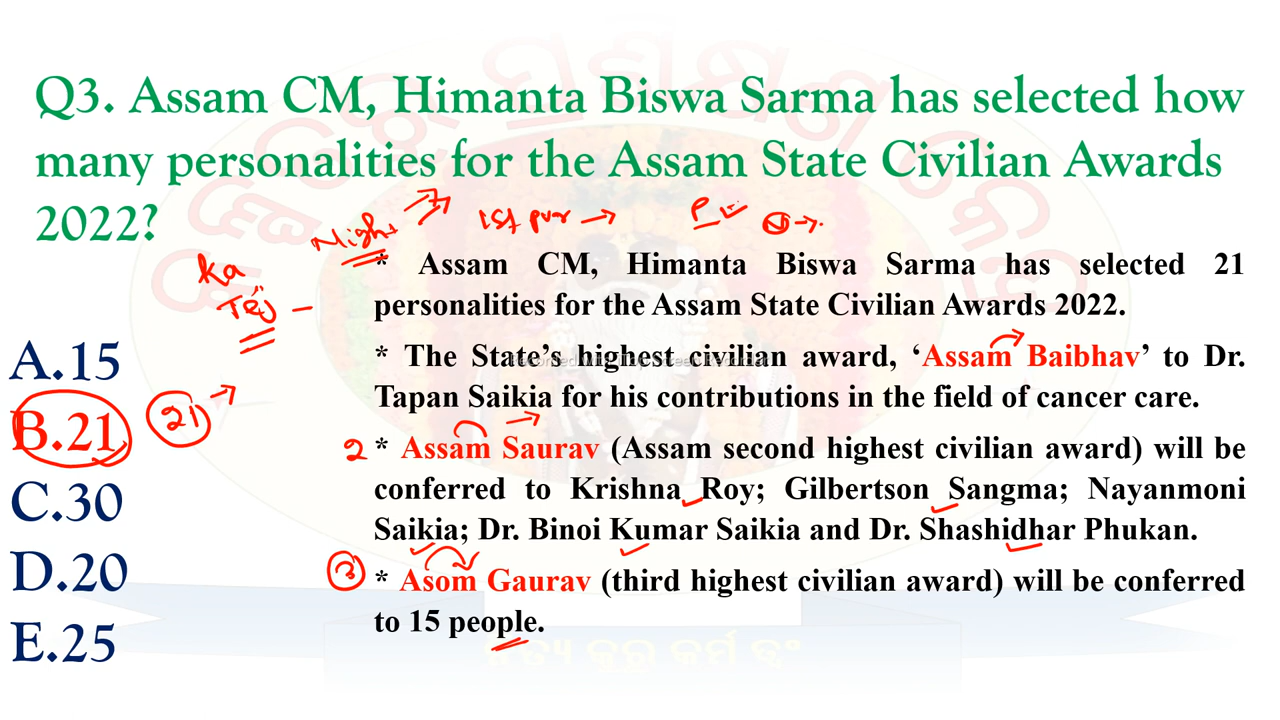 Q3. Assam CM, Himanta Biswa Sarma has selected how
many personalities for the Assam State Civilian Awards
2022?
* Assam CM, Himanta Biswa Sarma has selected 21
personalities for the Assam State Civilian Awards 2022.
* The State’s highest civilian award, ‘Assam Baibhav’ to Dr.
Tapan Saikia for his contributions in the field of cancer care.
2 * Assam Saurav (Assam second highest civilian award) will be
conferred to Krishna Roy; Gilbertson Sangma; Nayanmoni
Saikia; Dr. Binoi Kumar Saikia and Dr. Shashidhar Phukan.
3 * Asom Gaurav (third highest civilian award) will be conferred
to 15 people.
A.15
B.21 21
C.30
D.20
E.25
Ka
Tej